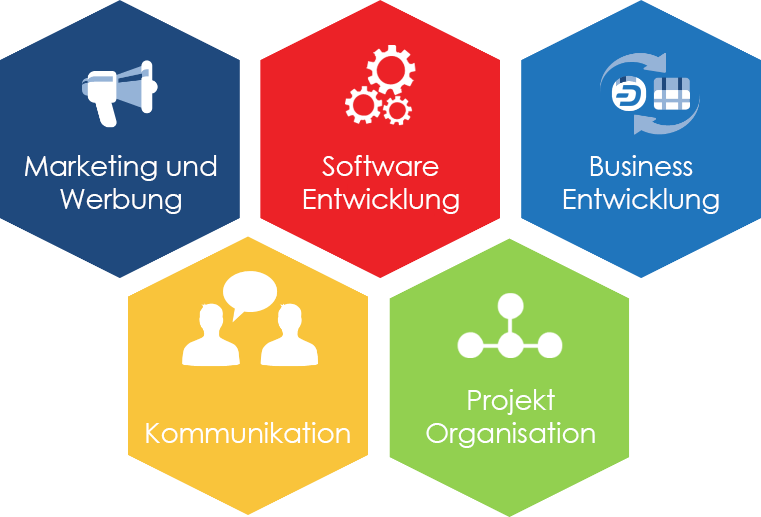 Marketing und
Werbung
Software
Entwicklung
Business
Entwicklung
Kommunikation
Projekt
Organisation